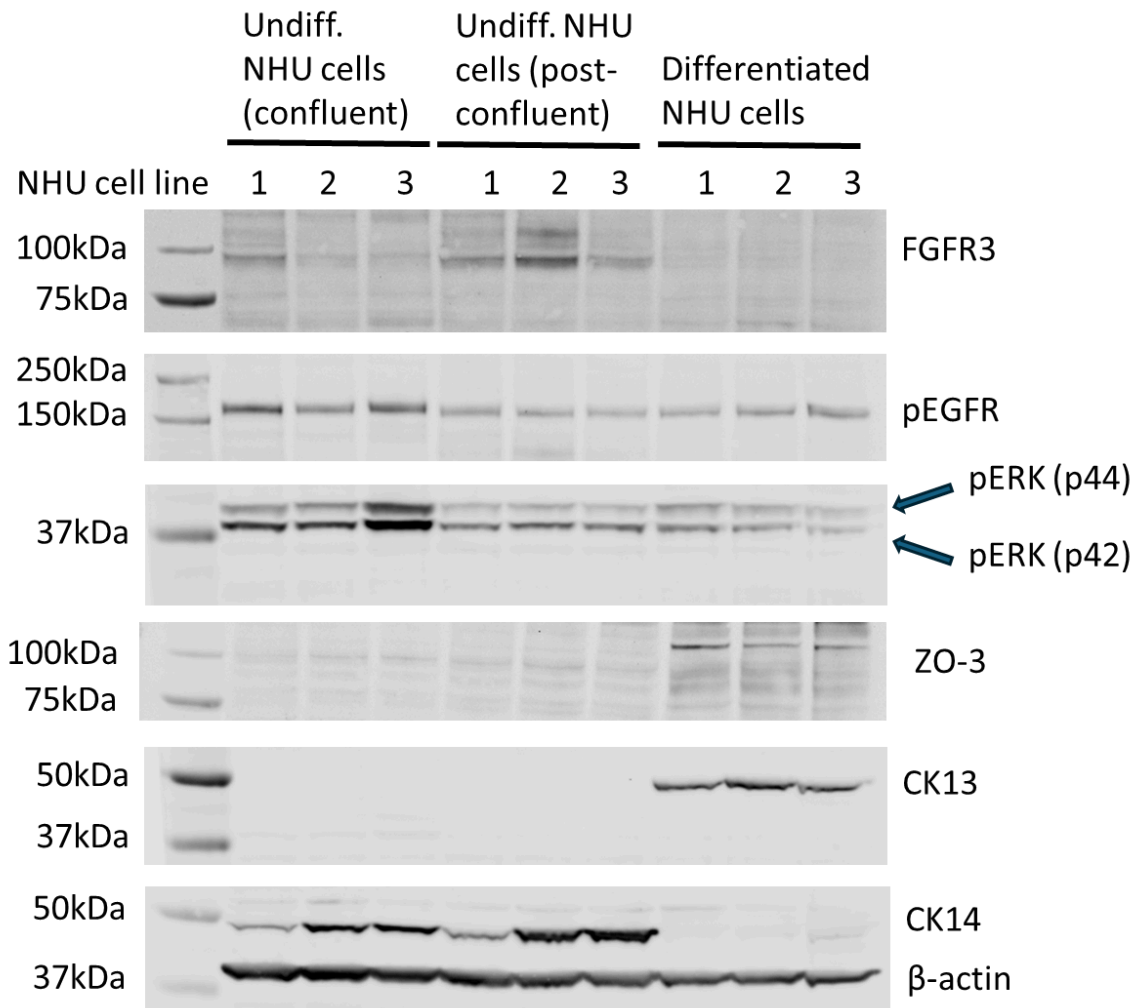 Undiff.
NHU cells
(confluent)
Undiff. NHU
cells (post-
confluent)
Differentiated
NHU cells
NHU cell line 1 2 3 1 2 3 1 2 3
100kDa
75kDa
FGFR3
250kDa
150kDa
pEGFR
37kDa
pERK (p44)
pERK (p42)
100kDa
75kDa
ZO-3
50kDa
37kDa
CK13
50kDa
37kDa
CK14
β-actin